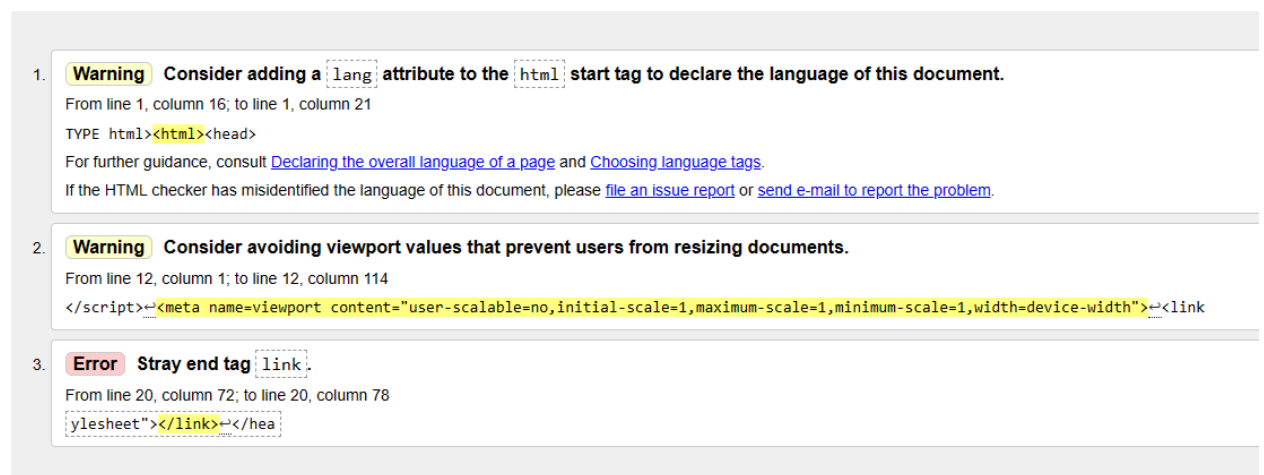 1. Warning Consider adding a lang attribute to the html start tag to declare the language of this document.
From line 1, column 16; to line 1, column 21
TYPE html><html><head>
For further guidance, consult Declaring the overall language of a page and Choosing language tags.
If the HTML checker has misidentified the language of this document, please file an issue report or send e-mail to report the problem.
2. Warning Consider avoiding viewport values that prevent users from resizing documents.
From line 12, column 1; to line 12, column 114
</script>↩<meta name=viewport content="user-scalable=no,initial-scale=1,maximum-scale=1,minimum-scale=1,width=device-width">↩<link
3. Error Stray end tag link.
From line 20, column 72; to line 20, column 78
ylesheet"></link>↩</hea